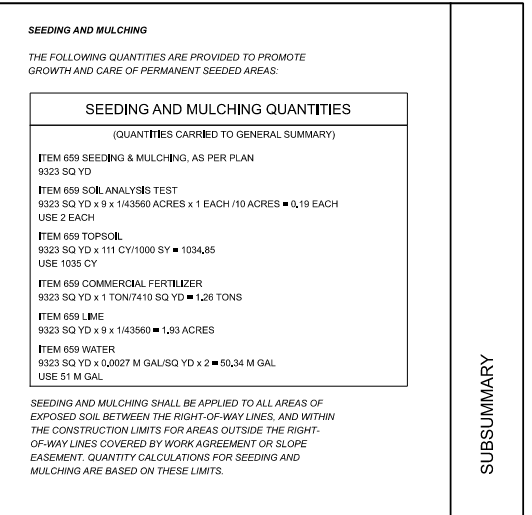 SEEDING AND MULCHING
THE FOLLOWING QUANTITIES ARE PROVIDED TO PROMOTE
GROWTH AND CARE OF PERMANENT SEEDED AREAS:
SEEDING AND MULCHING QUANTITIES
(QUANTITIES CARRIED TO GENERAL SUMMARY)
ITEM 659 SEEDING & MULCHING, AS PER PLAN
9323 SQ YD
ITEM 659 SOIL ANALYSIS TEST
9323 SQ YD x 9 x 1/43560 ACRES x 1 EACH /10 ACRES = 0.19 EACH
USE 2 EACH
ITEM 659 TOPSOIL
9323 SQ YD x 111 CY/1000 SY = 1034.85
USE 1035 CY
ITEM 659 COMMERCIAL FERTILIZER
9323 SQ YD x 1 TON/7410 SQ YD = 1.26 TONS
ITEM 659 LIME
9323 SQ YD x 9 x 1/43560 = 1.93 ACRES
ITEM 659 WATER
9323 SQ YD x 0.0027 M GAL/SQ YD x 2 = 50.34 M GAL
USE 51 M GAL
SEEDING AND MULCHING SHALL BE APPLIED TO ALL AREAS OF
EXPOSED SOIL BETWEEN THE RIGHT-OF-WAY LINES, AND WITHIN
THE CONSTRUCTION LIMITS FOR AREAS OUTSIDE THE RIGHT-
OF-WAY LINES COVERED BY WORK AGREEMENT OR SLOPE
EASEMENT. QUANTITY CALCULATIONS FOR SEEDING AND
MULCHING ARE BASED ON THESE LIMITS.
SUBSUMMARY